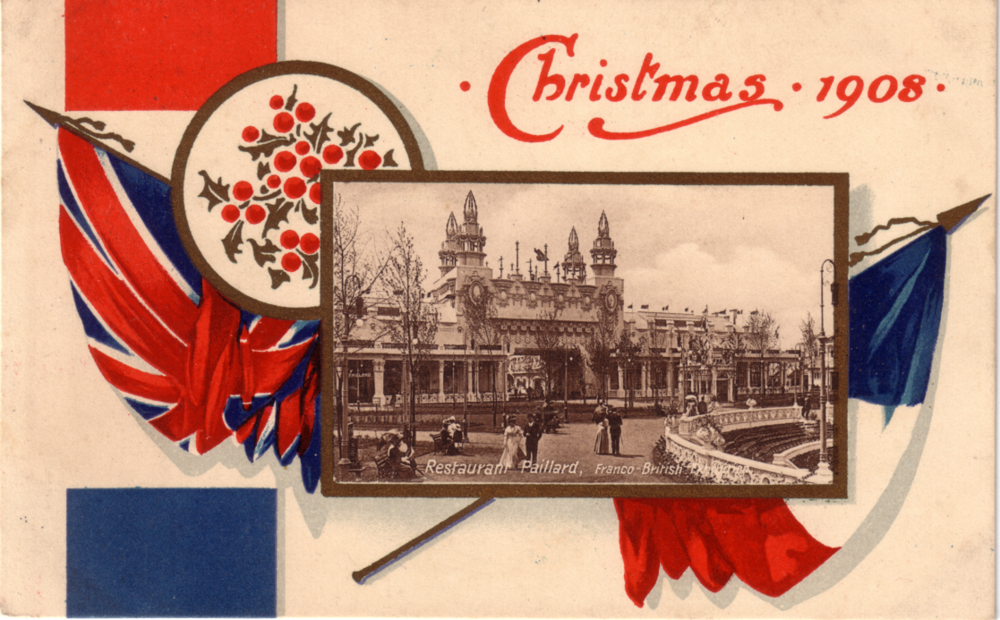 · Christmas · 1908 ·
Restaurant Paillard, Franco-British Exhibition.